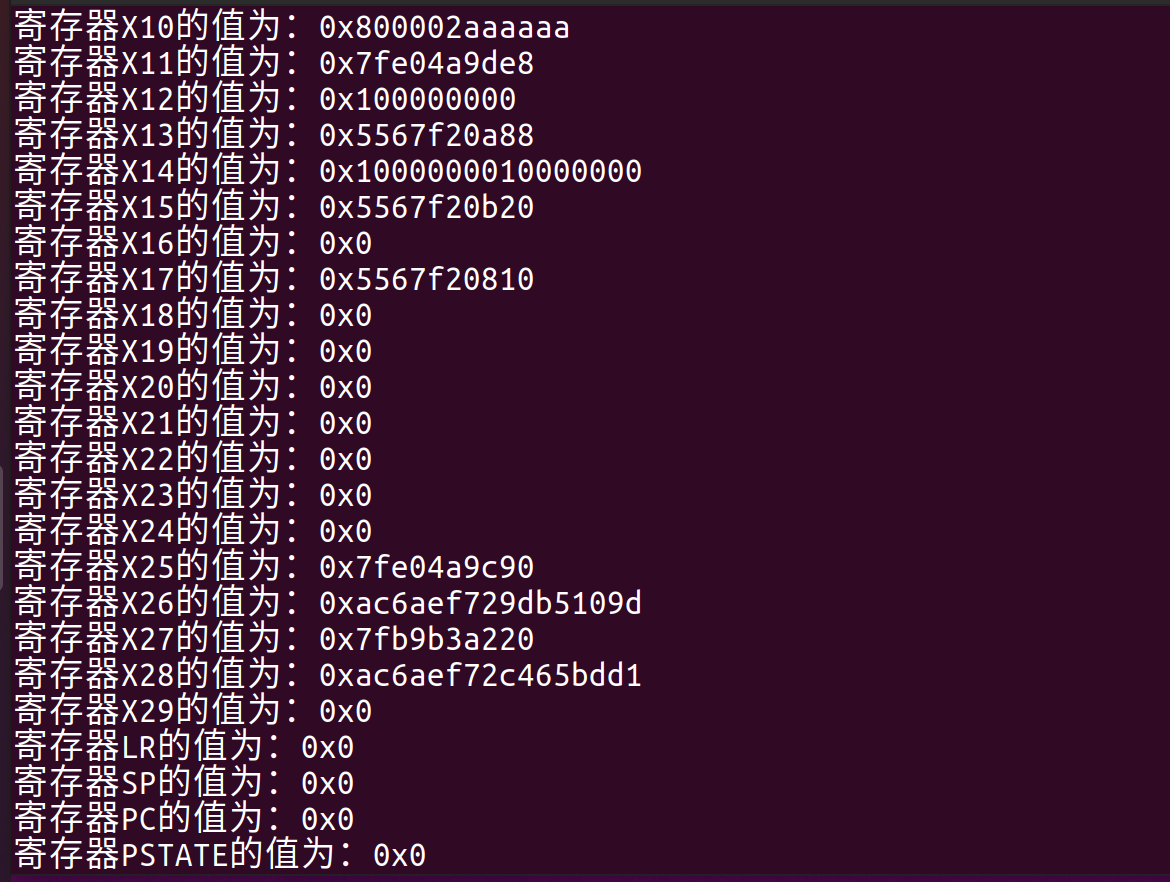 寄存器X10的值为：0x800002aaaaaa
寄存器X11的值为：0x7fe04a9de8
寄存器X12的值为：0x100000000
寄存器X13的值为：0x5567f20a88
寄存器X14的值为：0x1000000010000000
寄存器X15的值为：0x5567f20b20
寄存器X16的值为：0x0
寄存器X17的值为：0x5567f20810
寄存器X18的值为：0x0
寄存器X19的值为：0x0
寄存器X20的值为：0x0
寄存器X21的值为：0x0
寄存器X22的值为：0x0
寄存器X23的值为：0x0
寄存器X24的值为：0x0
寄存器X25的值为：0x7fe04a9c90
寄存器X26的值为：0xac6aef729db5109d
寄存器X27的值为：0x7fb9b3a220
寄存器X28的值为：0xac6aef72c465bdd1
寄存器X29的值为：0x0
寄存器LR的值为：0x0
寄存器SP的值为：0x0
寄存器PC的值为：0x0
寄存器PSTATE的值为：0x0